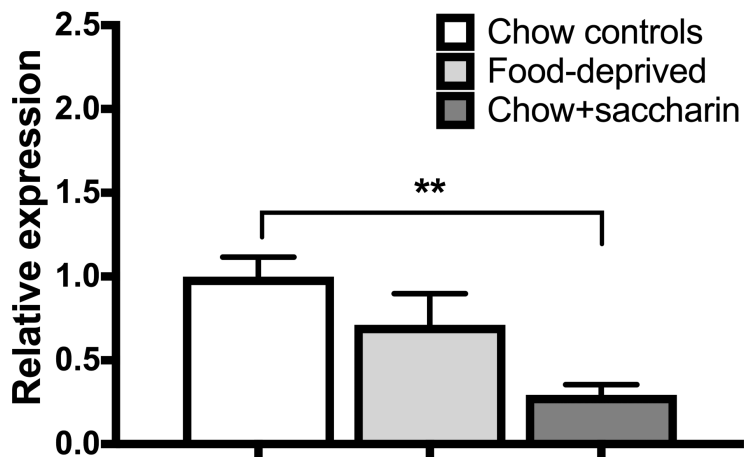 Relative expression
2.5
2.0
1.5
1.0
0.5
0.0
Chow controls
Food-deprived
Chow+saccharin
**